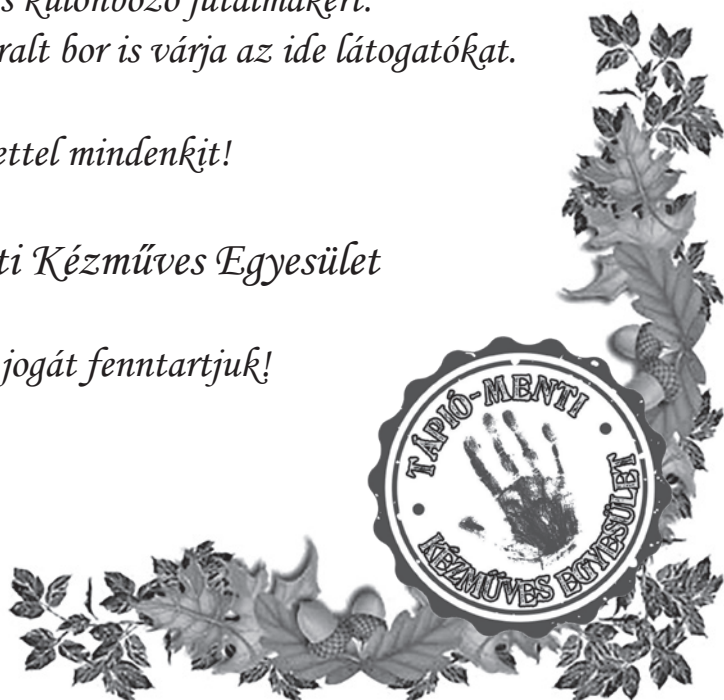 s különböző jutalmakért.
ralt bor is várja az ide látogatókat.
ettel mindenkit!
ti Kézműves Egyesület
jogát fenntartjuk!
TÁPIÓ-MENTI
KÉZMŰVES EGYESÜLET